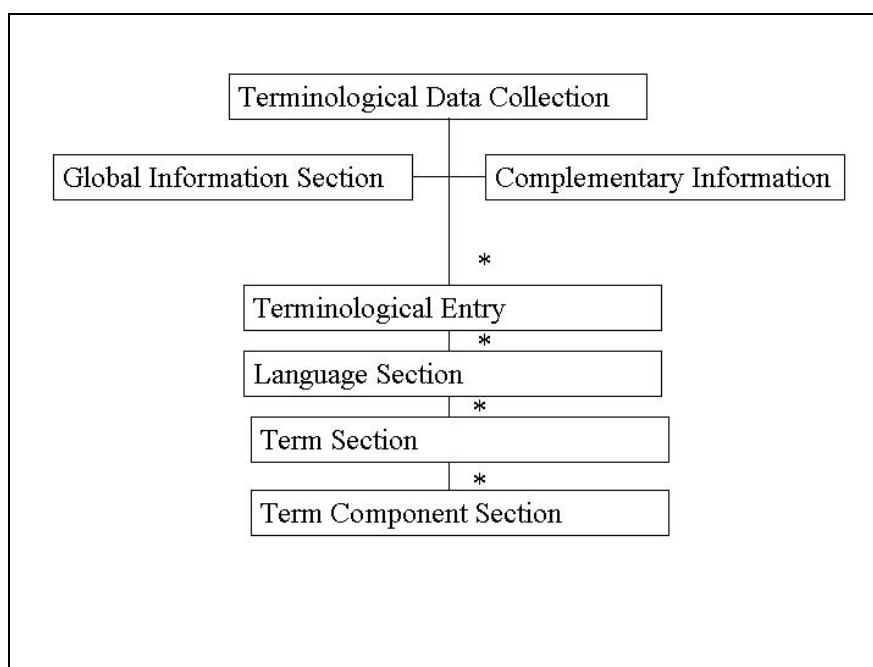 Terminological Data Collection
Global Information Section
Complementary Information
*
Terminological Entry
*
Language Section
*
Term Section
*
Term Component Section